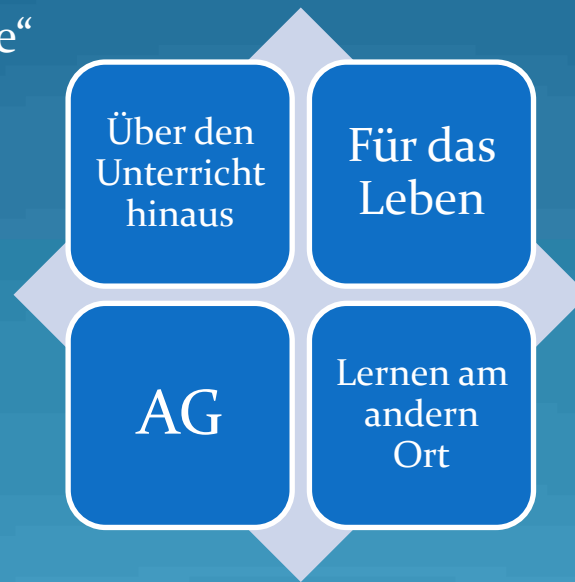 e“
Über den
Unterricht
hinaus
Für das
Leben
AG
Lernen am
andern
Ort